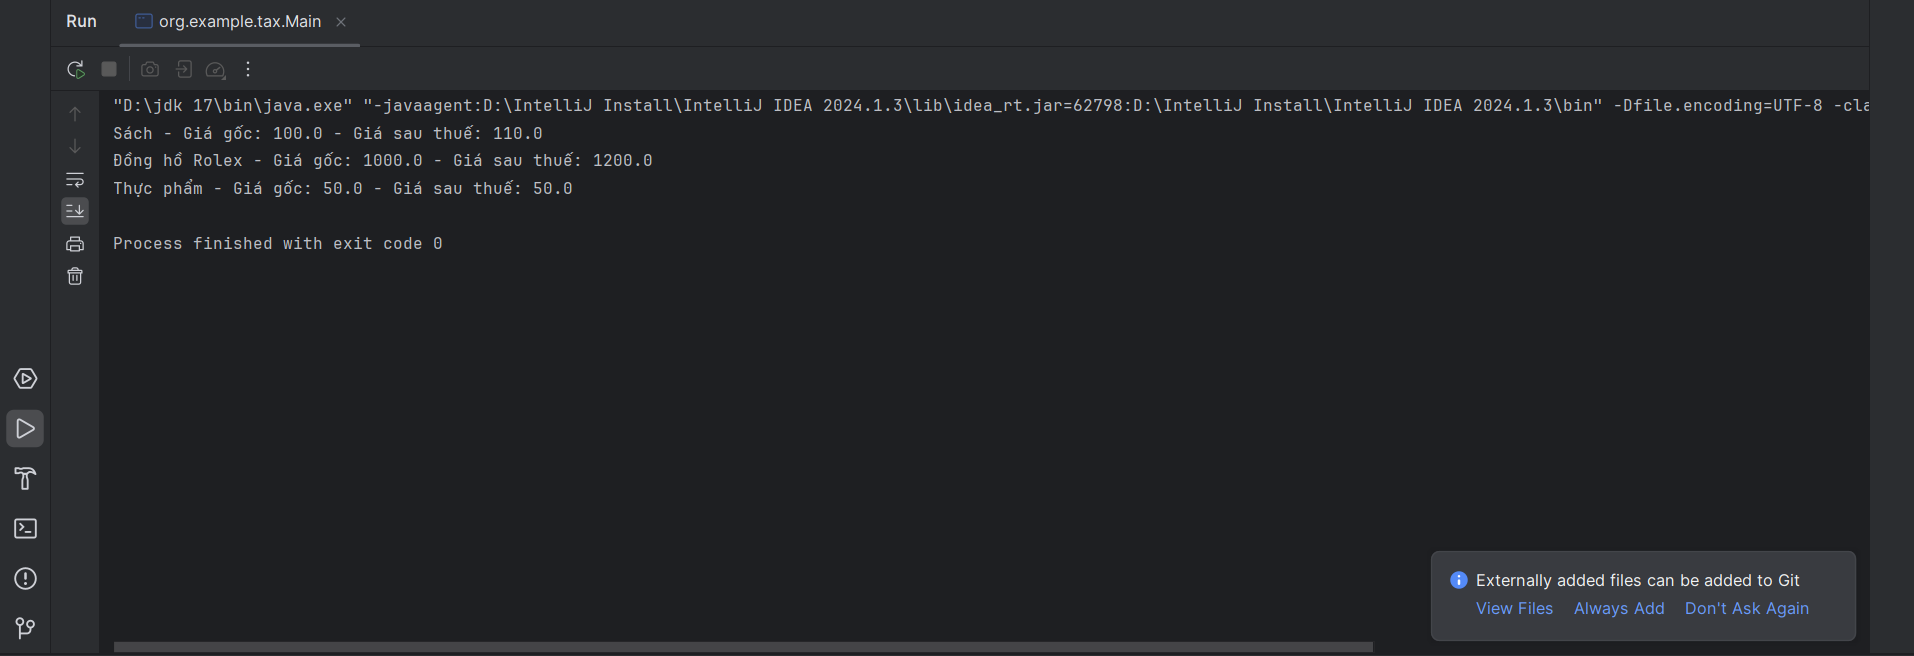 Run org.example.tax.Main
"D:\jdk 17\bin\java.exe" "-javaagent:D:\IntelliJ Install\IntelliJ IDEA 2024.1.3\lib\idea_rt.jar=62798:D:\IntelliJ Install\IntelliJ IDEA 2024.1.3\bin" -Dfile.encoding=UTF-8 -cla
Sách - Giá gốc: 100.0 - Giá sau thuế: 110.0
Đồng hồ Rolex - Giá gốc: 1000.0 - Giá sau thuế: 1200.0
Thực phẩm - Giá gốc: 50.0 - Giá sau thuế: 50.0
Process finished with exit code 0
Externally added files can be added to Git
View Files Always Add Don't Ask Again